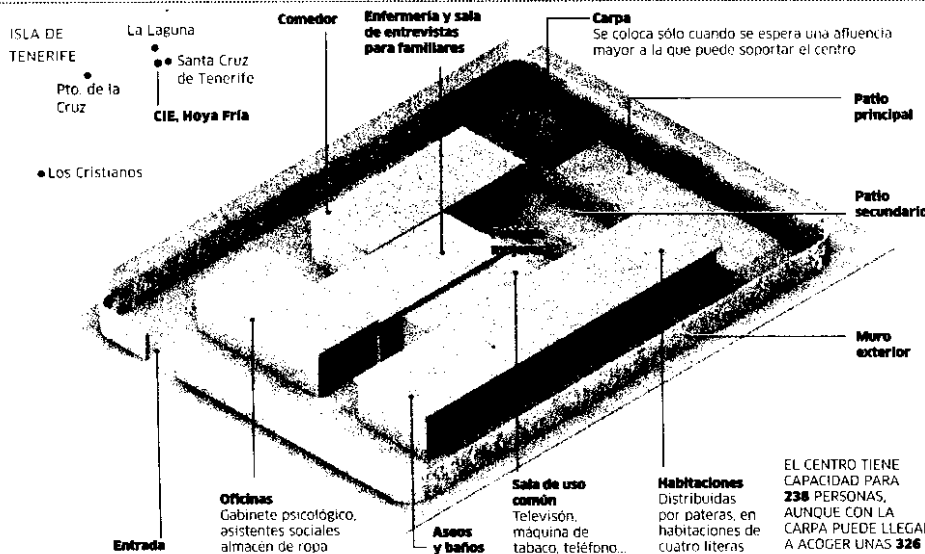 ISLA DE
TENERIFE
La Laguna
Santa Cruz
de Tenerife
Pto. de la
Cruz
CIE, Hoya Fría
Los Cristianos
Comedor
Enfermería y sala
de entrevistas
para familiares
Carpa
Se coloca sólo cuando se espera una afluencia
mayor a la que puede soportar el centro
Patio
principal
Patio
secundario
Muro
exterior
Entrada
Oficinas
Gabinete psicológico,
asistentes sociales
almacén de ropa
Aseos
y baños
Sala de uso
común
Televisón,
máquina de
tabaco, teléfono...
Habitaciones
Distribuidas
por pateras, en
habitaciones de
cuatro literas
EL CENTRO TIENE
CAPACIDAD PARA
238 PERSONAS,
AUNQUE CON LA
CARPA PUEDE LLEGAR
A ACOGER UNAS 326